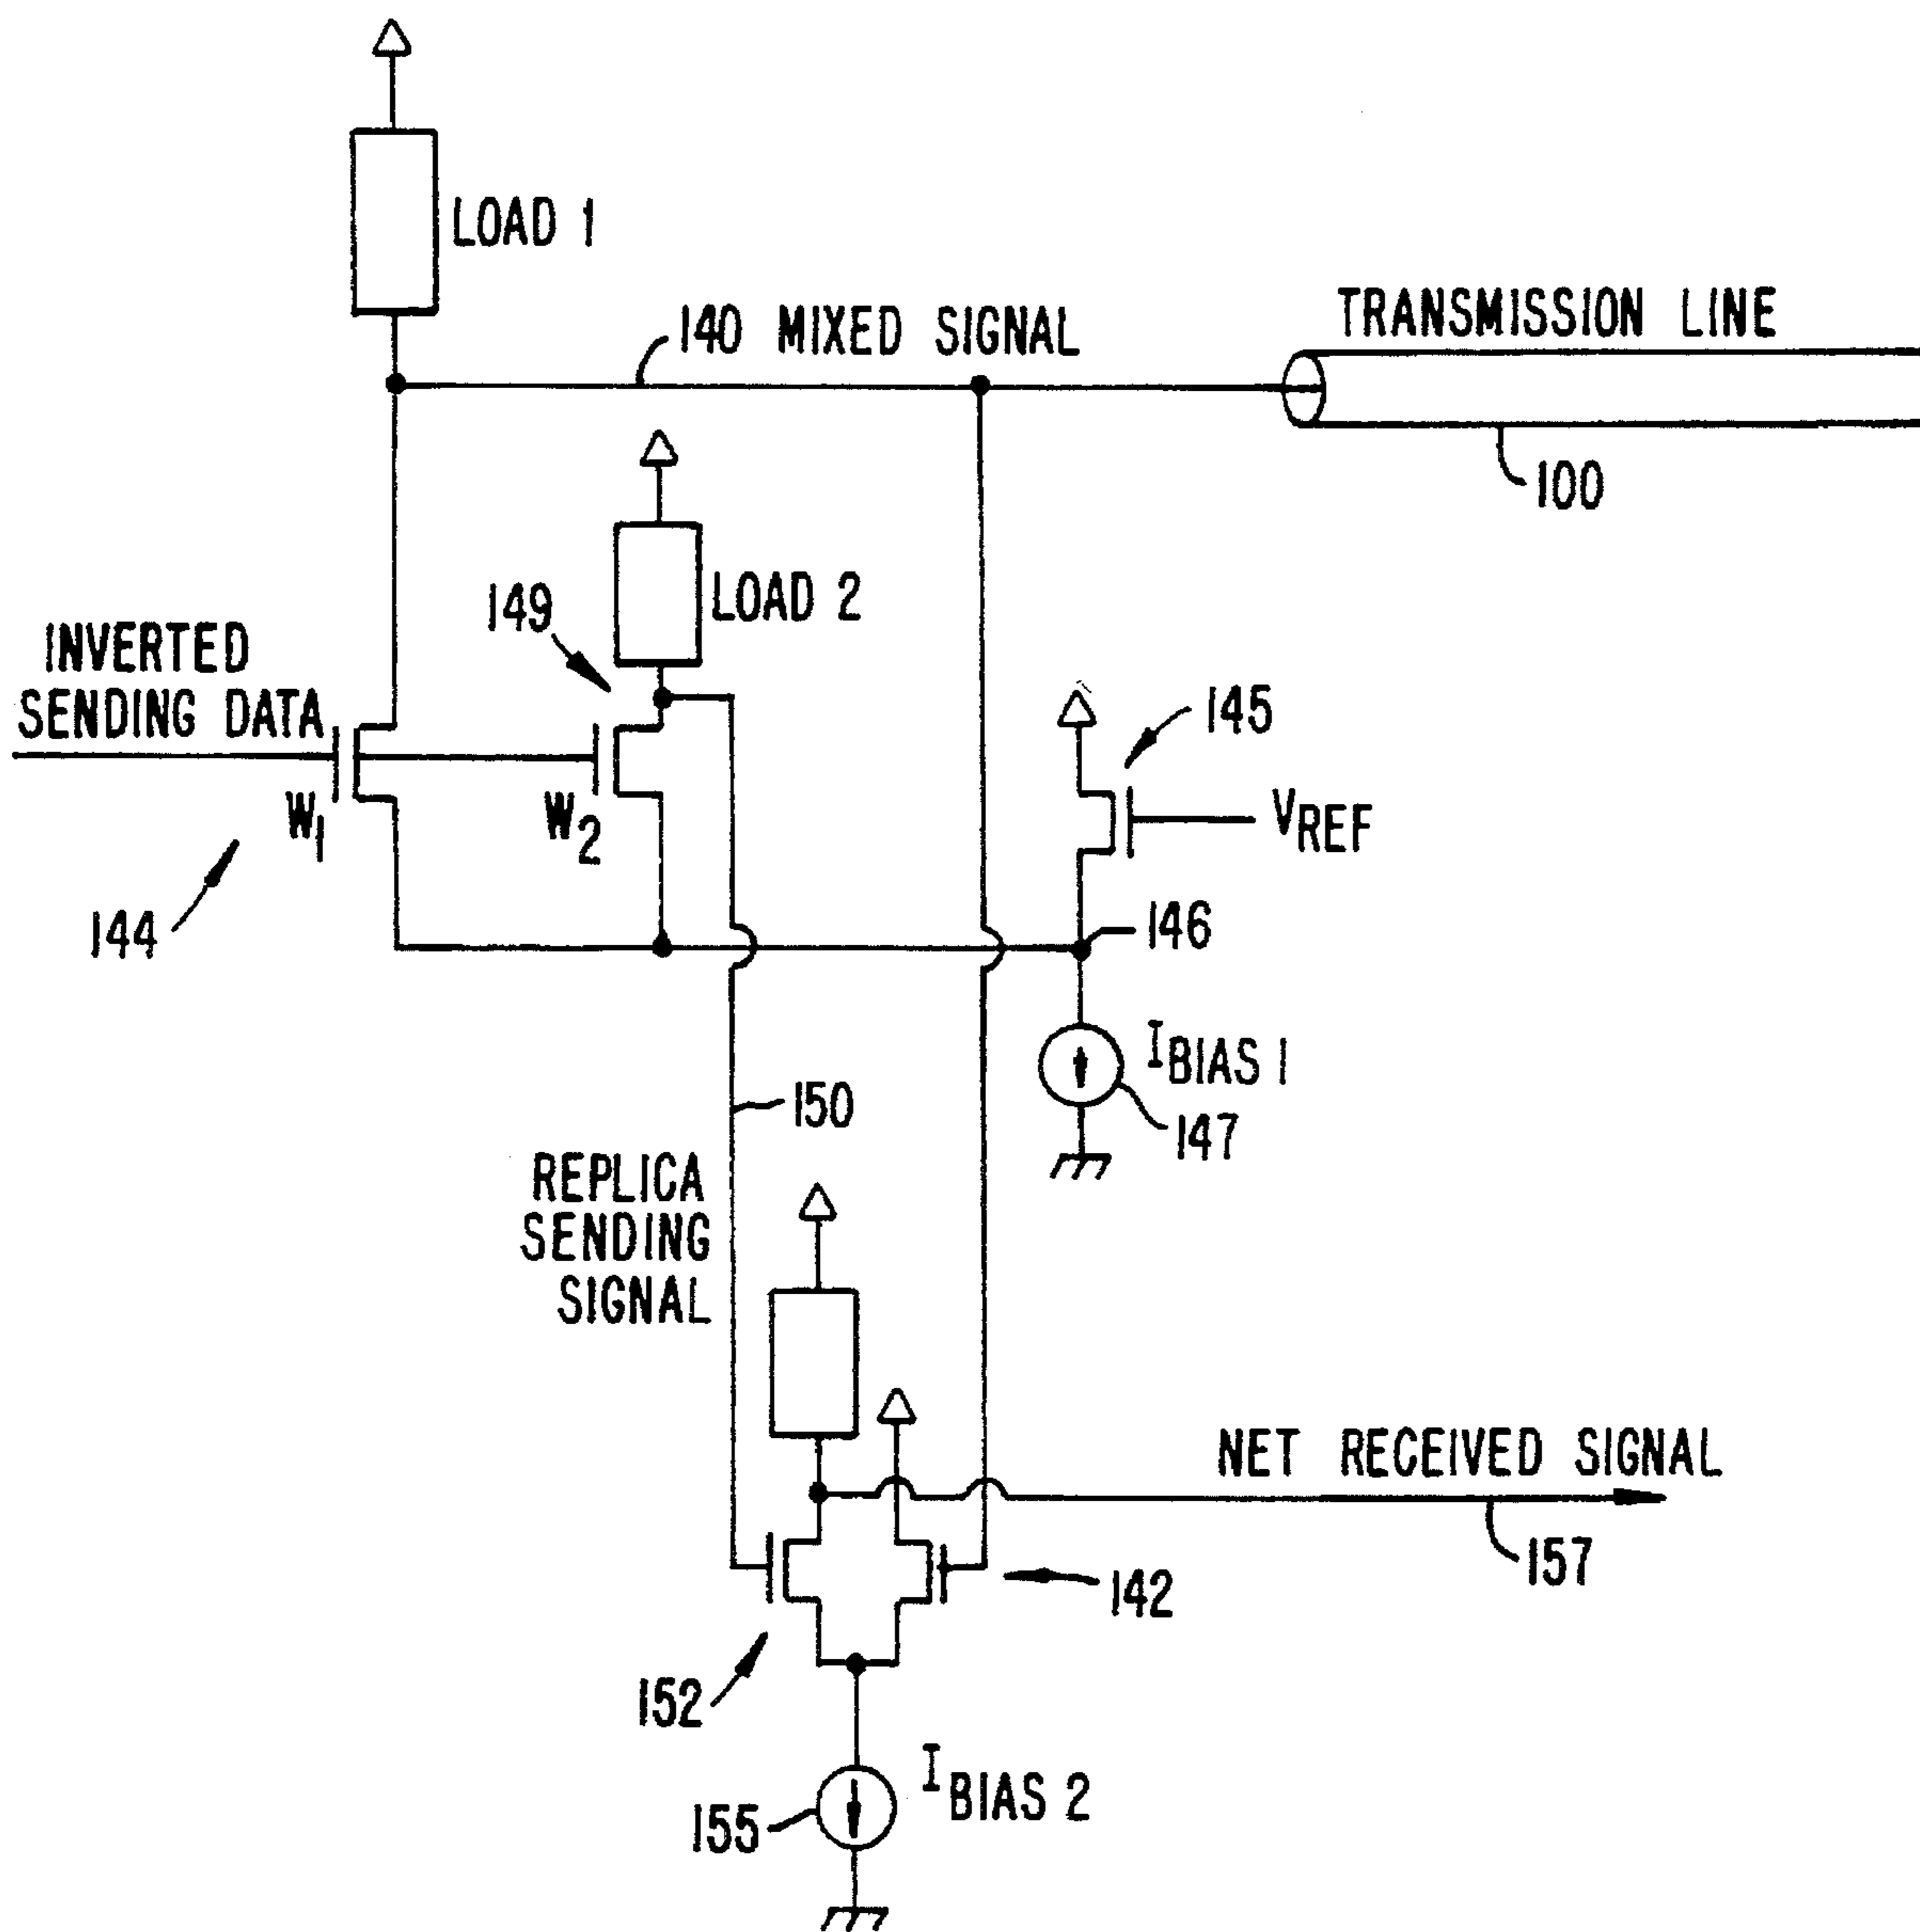 LOAD 1
140 MIXED SIGNAL
TRANSMISSION LINE
100
LOAD 2
149
INVERTED
SENDING DATA
145
W1
W2
VREF
144
146
IBIAS 1
147
150
REPLICA
SENDING
SIGNAL
NET RECEIVED SIGNAL
157
142
152
IBIAS 2
155